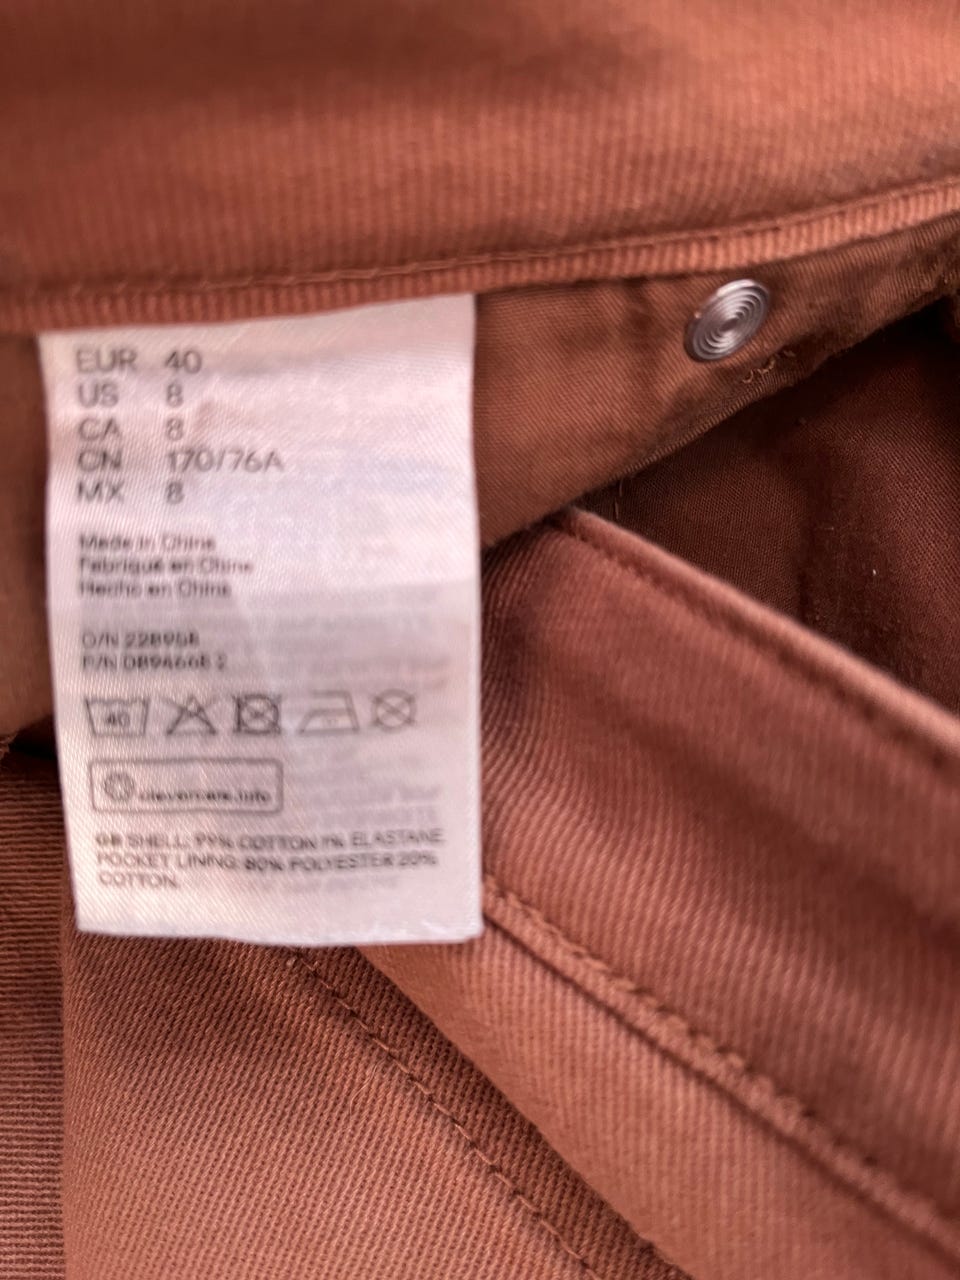 EUR 40
US 8
CA 8
CN 170/76A
MX 8
Made in China
Fabriqué en Chine
Hecho en China
O/N
P/N
40
clevercare.info
GB SHELL: 99% COTTON 1% ELASTANE
POCKET LINING: 80% POLYESTER 20%
COTTON.